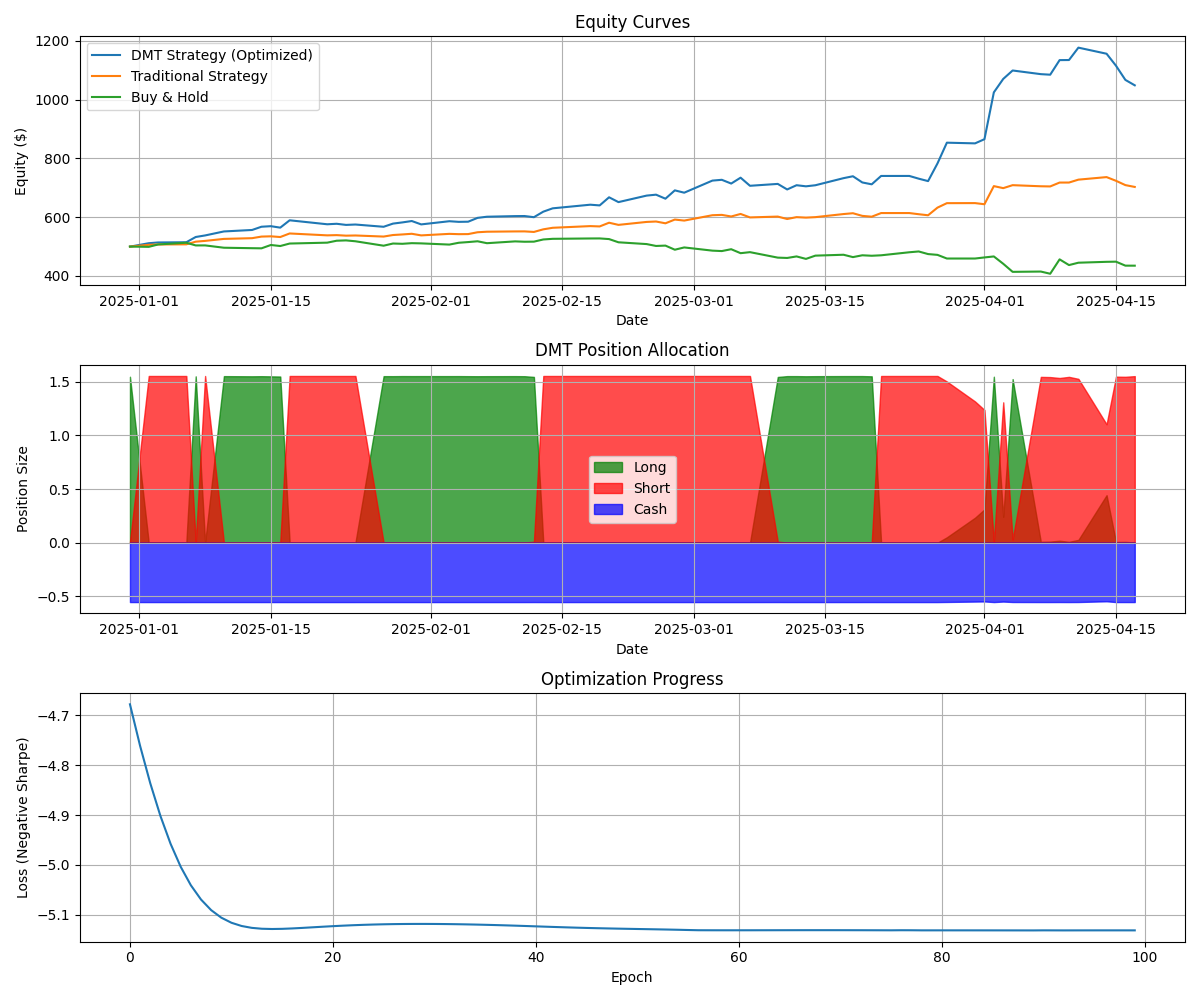 Equity Curves
DMT Strategy (Optimized)
Traditional Strategy
Buy & Hold
Equity ($)
1200
1000
800
600
400
2025-01-01 2025-01-15 2025-02-01 2025-02-15 2025-03-01 2025-03-15 2025-04-01 2025-04-15
Date
DMT Position Allocation
Long
Short
Cash
Position Size
1.5
1.0
0.5
0.0
−0.5
2025-01-01 2025-01-15 2025-02-01 2025-02-15 2025-03-01 2025-03-15 2025-04-01 2025-04-15
Date
Optimization Progress
Loss (Negative Sharpe)
−4.7
−4.8
−4.9
−5.0
−5.1
0 20 40 60 80 100
Epoch